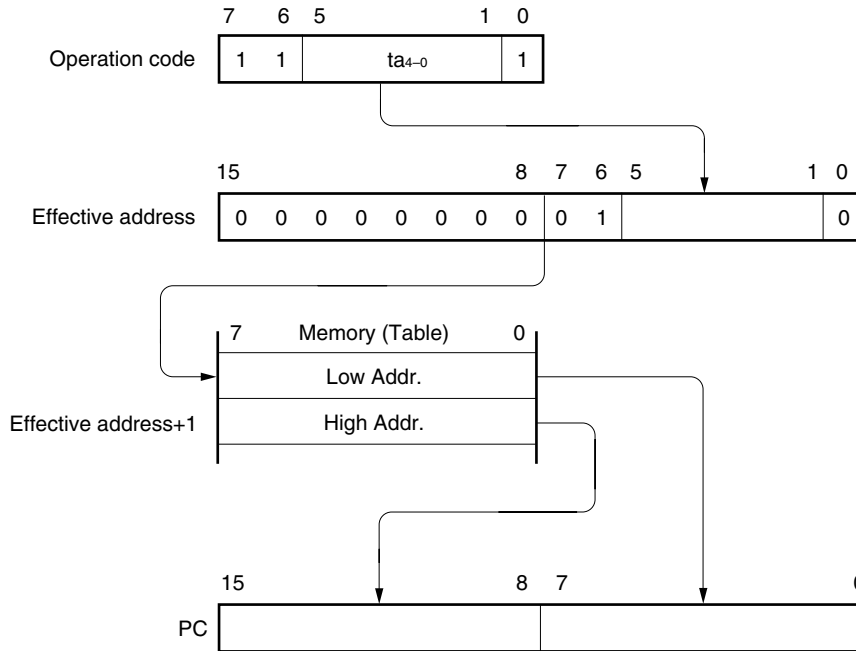 7 6 5 1 0
Operation code 1 1 ta4–0 1
15 8 7 6 5 1 0
Effective address 0 0 0 0 0 0 0 0 0 1 0
7 Memory (Table) 0
Low Addr.
Effective address+1 High Addr.
15 8 7
PC